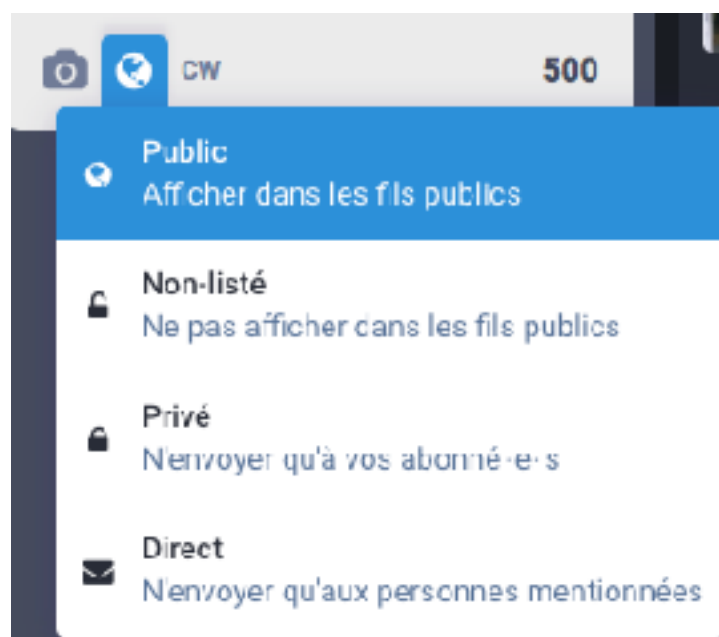 CW 500
Public
Afficher dans les fils publics
Non-listé
Ne pas afficher dans les fils publics
Privé
N'envoyer qu'à vos abonné·e·s
Direct
N'envoyer qu'aux personnes mentionnées